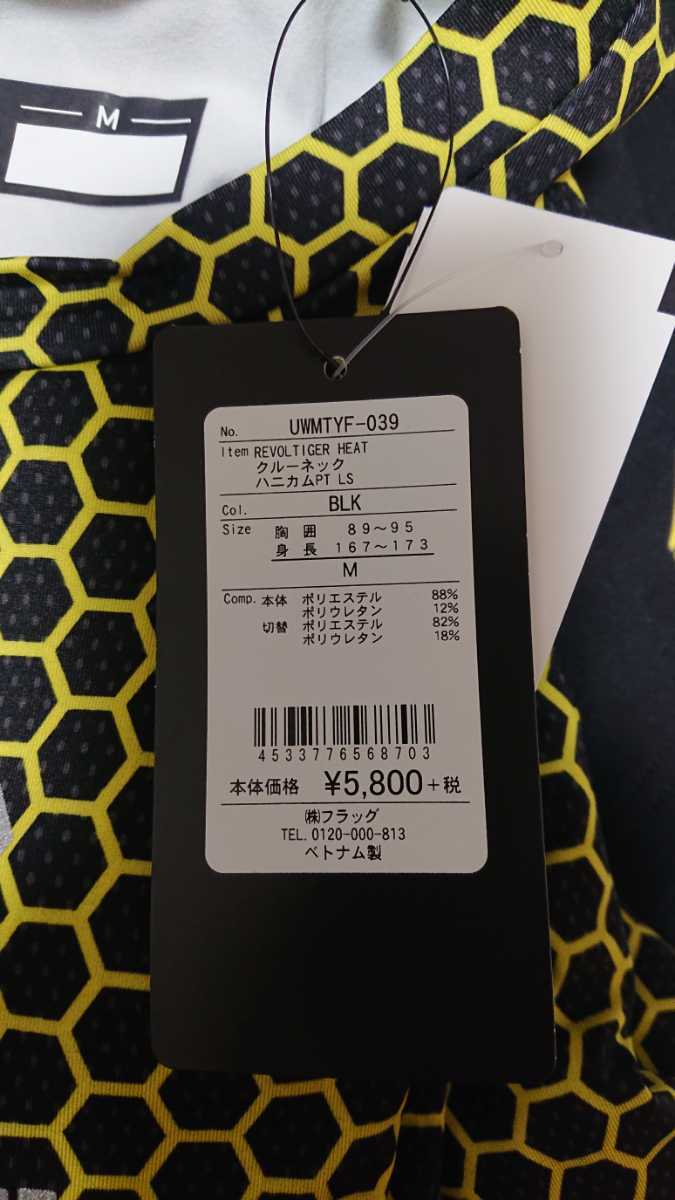 M
No. UWMTYF-039
Item REVOLTIGER HEAT
クルーネック
ハニカムPT LS
Col. BLK
Size 胸 囲 89～95
身 長 167～173
M
Comp. 本体 ポリエステル 88%
ポリウレタン 12%
切替 ポリエステル 82%
ポリウレタン 18%
4533776568703
本体価格 ¥5,800+税
㈱フラッグ
TEL.0120-000-813
ベトナム製